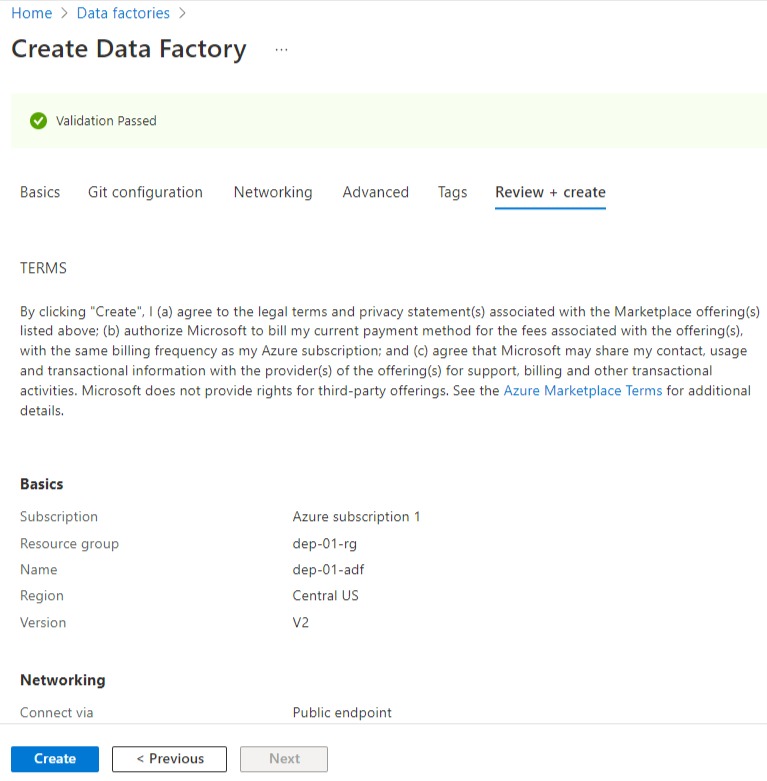 Home > Data factories >
Create Data Factory ...
Validation Passed
Basics Git configuration Networking Advanced Tags Review + create
TERMS
By clicking "Create", I (a) agree to the legal terms and privacy statement(s) associated with the Marketplace offering(s)
listed above; (b) authorize Microsoft to bill my current payment method for the fees associated with the offering(s),
with the same billing frequency as my Azure subscription; and (c) agree that Microsoft may share my contact, usage
and transactional information with the provider(s) of the offering(s) for support, billing and other transactional
activities. Microsoft does not provide rights for third-party offerings. See the Azure Marketplace Terms for additional
details.
Basics
Subscription Azure subscription 1
Resource group dep-01-rg
Name dep-01-adf
Region Central US
Version V2
Networking
Connect via Public endpoint
Create < Previous Next